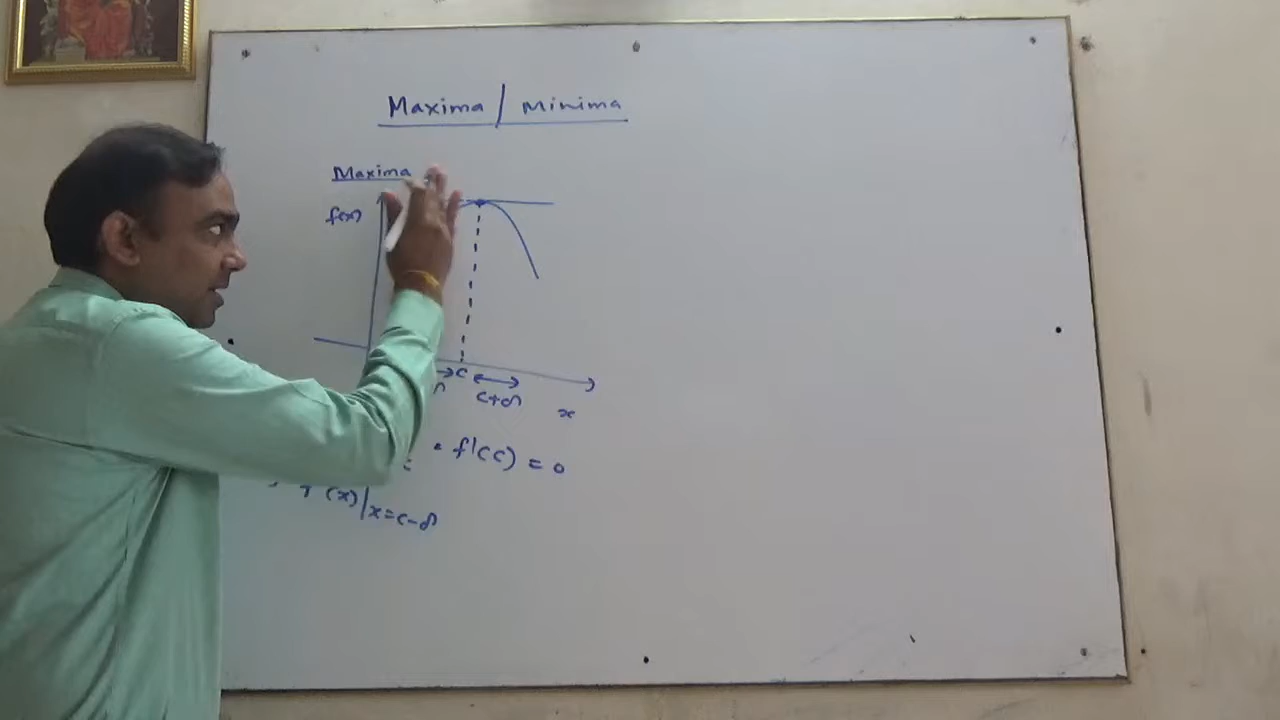 Maxima / Minima
Maxima
f(x)
c
c+δ
x
• f'(c) = 0
(x)|x=c-δ